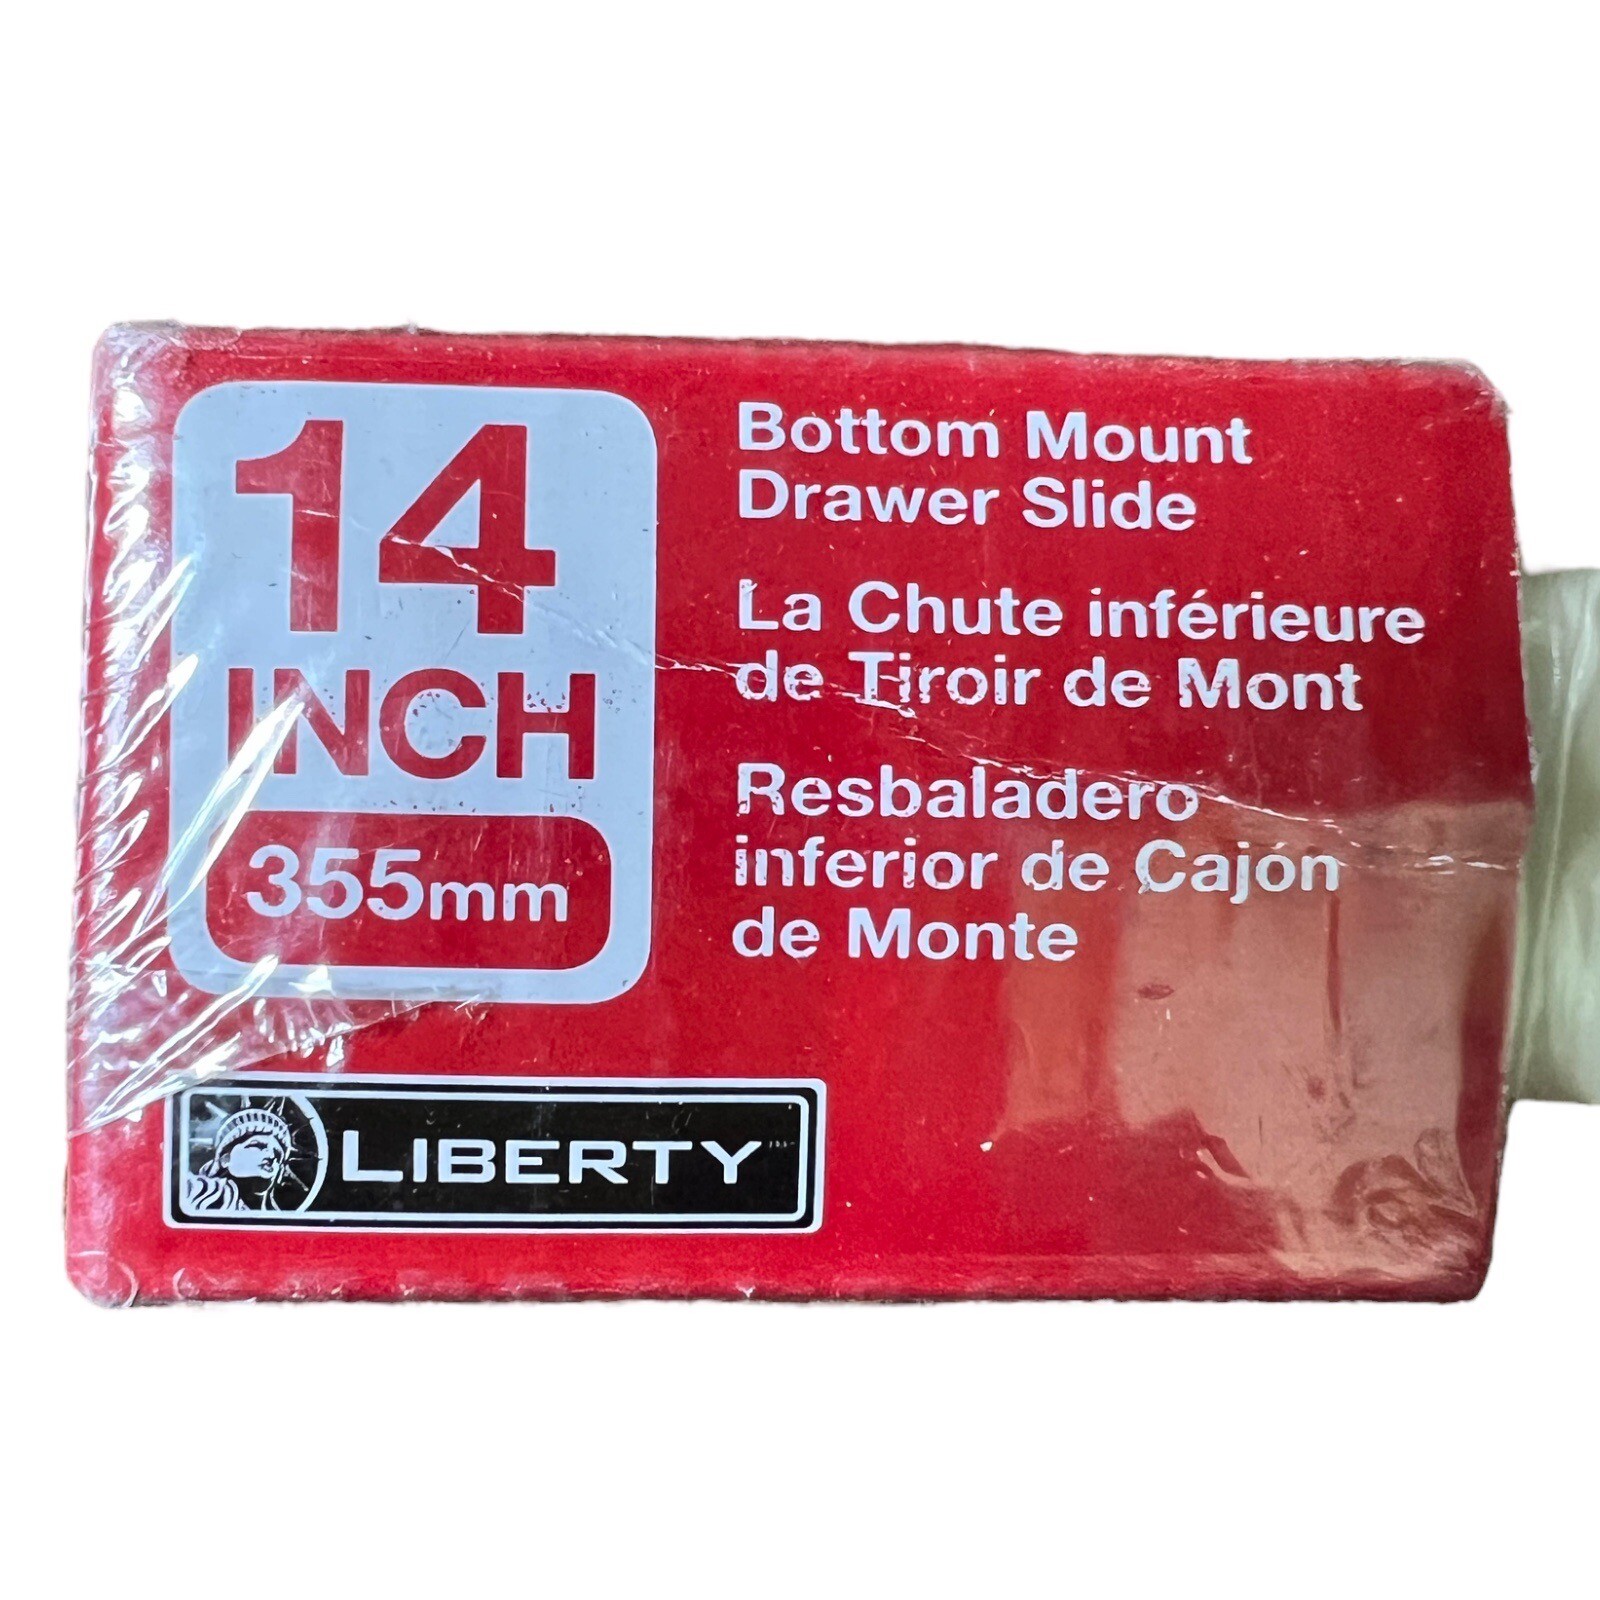 14
INCH
355mm
Bottom Mount
Drawer Slide
La Chute inférieure
de Tiroir de Mont
Resbaladero
inferior de Cajón
de Monte
LIBERTY